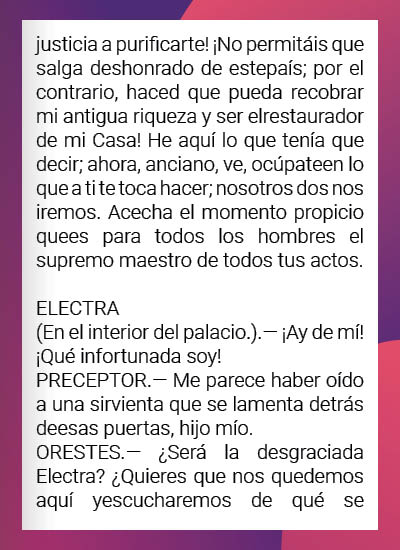 justicia a purificarte! ¡No permitáis que
salga deshonrado de estepaís; por el
contrario, haced que pueda recobrar
mi antigua riqueza y ser elrestaurador
de mi Casa! He aquí lo que tenía que
decir; ahora, anciano, ve, ocúpateen lo
que a ti te toca hacer; nosotros dos nos
iremos. Acecha el momento propicio
quees para todos los hombres el
supremo maestro de todos tus actos.

ELECTRA
(En el interior del palacio.).— ¡Ay de mí!
¡Qué infortunada soy!
PRECEPTOR.— Me parece haber oído
a una sirvienta que se lamenta detrás
deesas puertas, hijo mío.
ORESTES.— ¿Será la desgraciada
Electra? ¿Quieres que nos quedemos
aquí yescucharemos de qué se